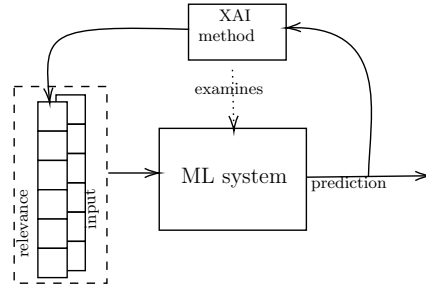 XAI
method
examines
ML system
prediction
relevance
input